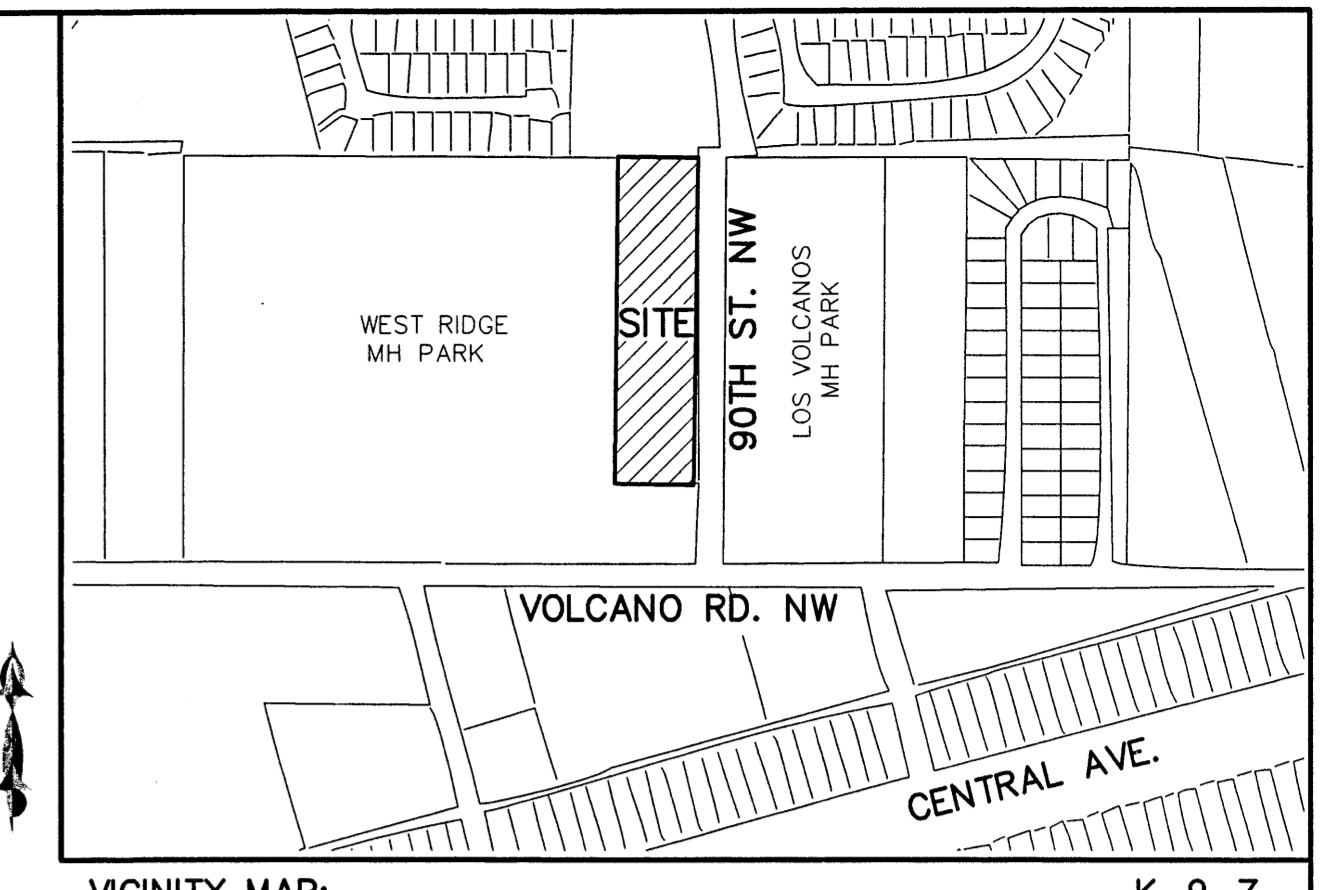 WEST RIDGE
MH PARK
SITE
90TH ST. NW
LOS VOLCANOS
MH PARK
VOLCANO RD. NW
CENTRAL AVE.
VICINITY MAP: